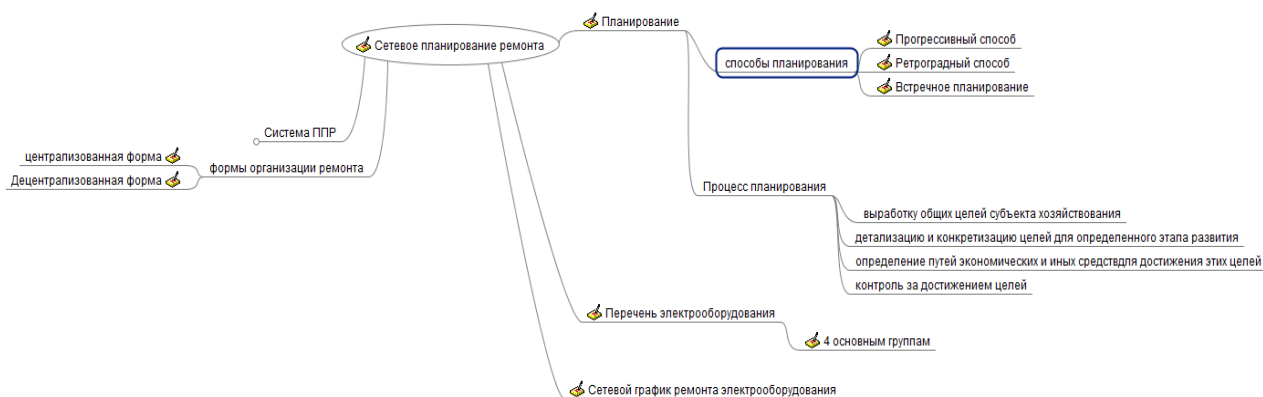 Сетевое планирование ремонта
Планирование
способы планирования
Прогрессивный способ
Ретроградный способ
Встречное планирование
Процесс планирования
выработку общих целей субъекта хозяйствования
детализацию и конкретизацию целей для определенного этапа развития
определение путей экономических и иных средствдля достижения этих целей
контроль за достижением целей
Перечень электрооборудования
4 основным группам
Сетевой график ремонта электрооборудования
Система ППР
формы организации ремонта
централизованная форма
Децентрализованная форма